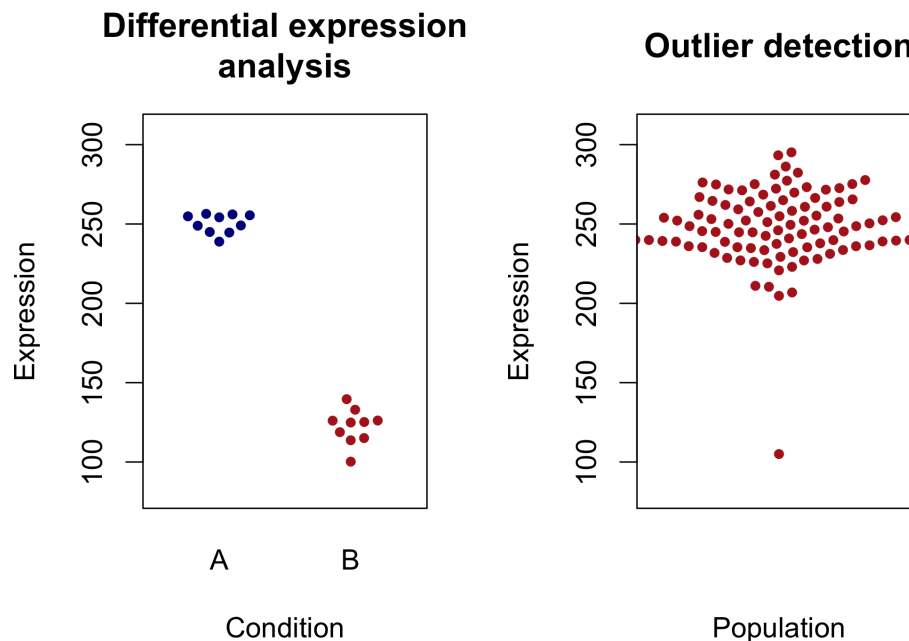 Differential expression
analysis
Expression
300
250
200
150
100
A B
Condition
Outlier detection
Expression
300
250
200
150
100
Population